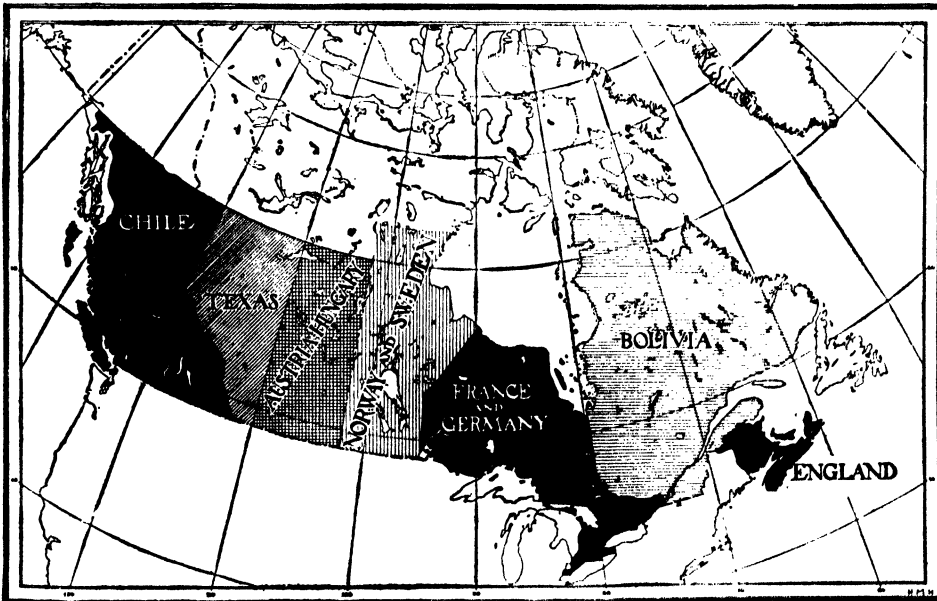 CHILE
TEXAS
AUSTRIA HUNGARY
NORWAY AND SWEDEN
FRANCE
AND
GERMANY
BOLIVIA
ENGLAND
H.M.H